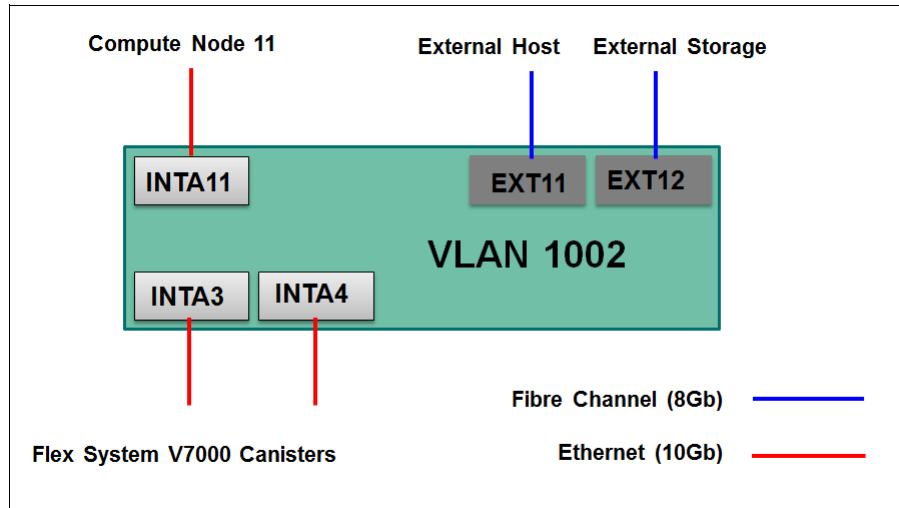 Compute Node 11
External Host
External Storage
INTA11
EXT11
EXT12
VLAN 1002
INTA3
INTA4
Fibre Channel (8Gb)
Flex System V7000 Canisters
Ethernet (10Gb)